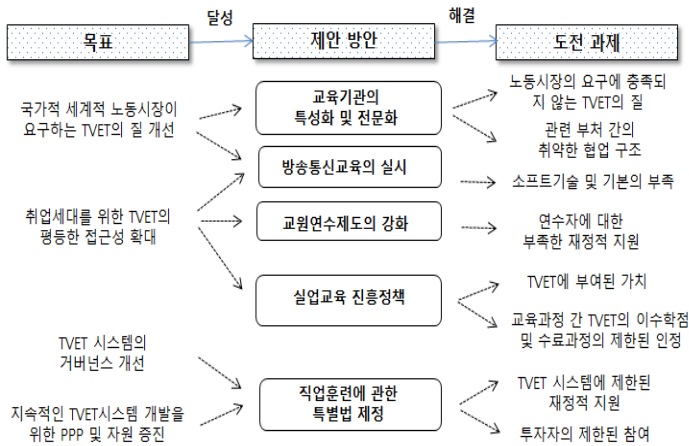 달성
해결
목표
제안 방안
도전 과제
국가적 세계적 노동시장이
요구하는 TVET의 질 개선
취업세대를 위한 TVET의
평등한 접근성 확대
TVET 시스템의
거버넌스 개선
지속적인 TVET시스템 개발을
위한 PPP 및 자원 증진
교육기관의
특성화 및 전문화
방송통신교육의 실시
교원연수제도의 강화
실업교육 진흥정책
직업훈련에 관한
특별법 제정
노동시장의 요구에 충족되
지 않는 TVET의 질
관련 부처 간의
취약한 협업 구조
소프트기술 및 기본의 부족
연수자에 대한
부족한 재정적 지원
TVET에 부여된 가치
교육과정 간 TVET의 이수학점
및 수료과정의 제한된 인정
TVET 시스템에 제한된
재정적 지원
투자자의 제한된 참여